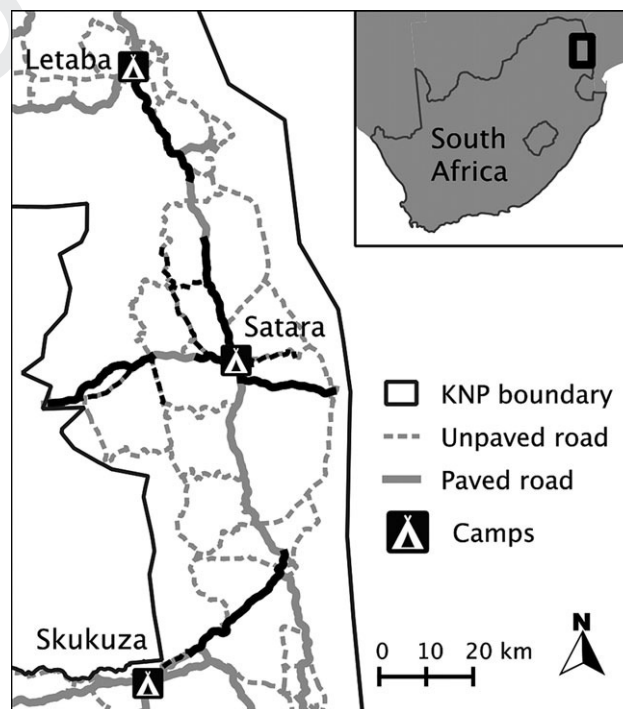 Letaba
South
Africa
Satara
KNP boundary
Unpaved road
Paved road
Camps
Skukuza
N
0 10 20 km